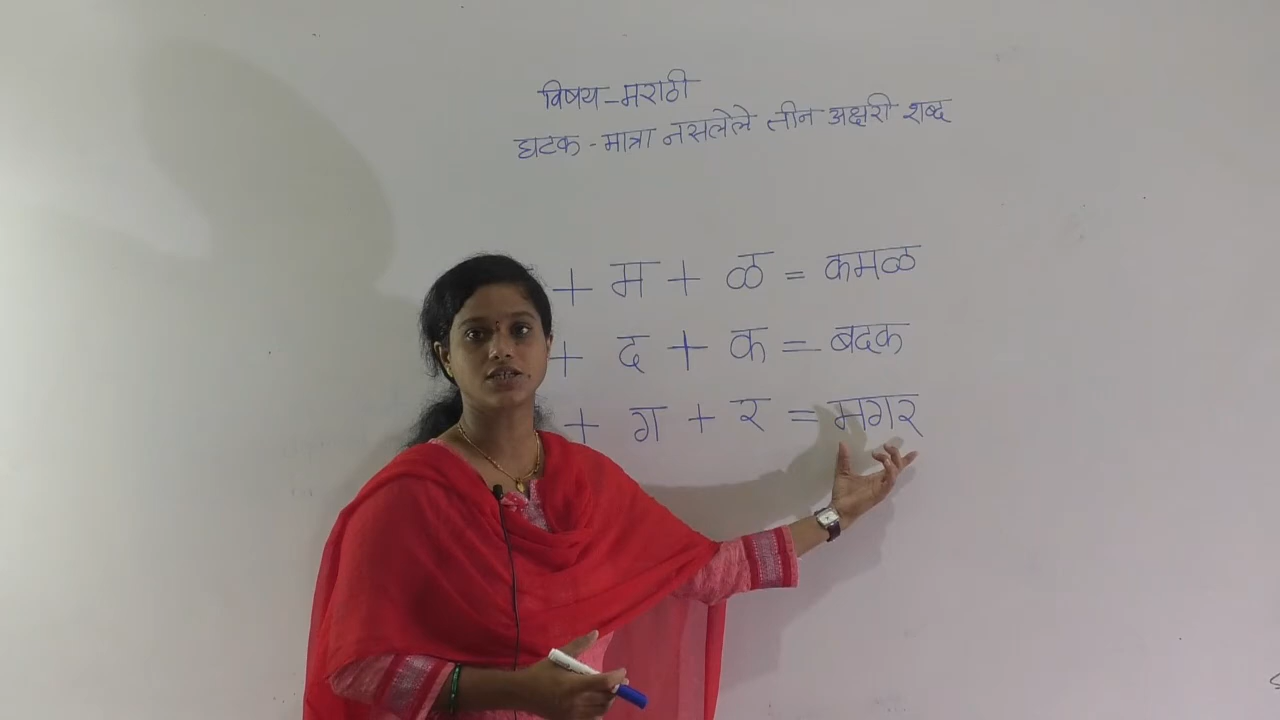 विषय-मराठी
घटक-मात्रा नसलेले तीन अक्षरी शब्द
+ म + ळ = कमळ
+ द + क = बदक
+ ग + र = मगर